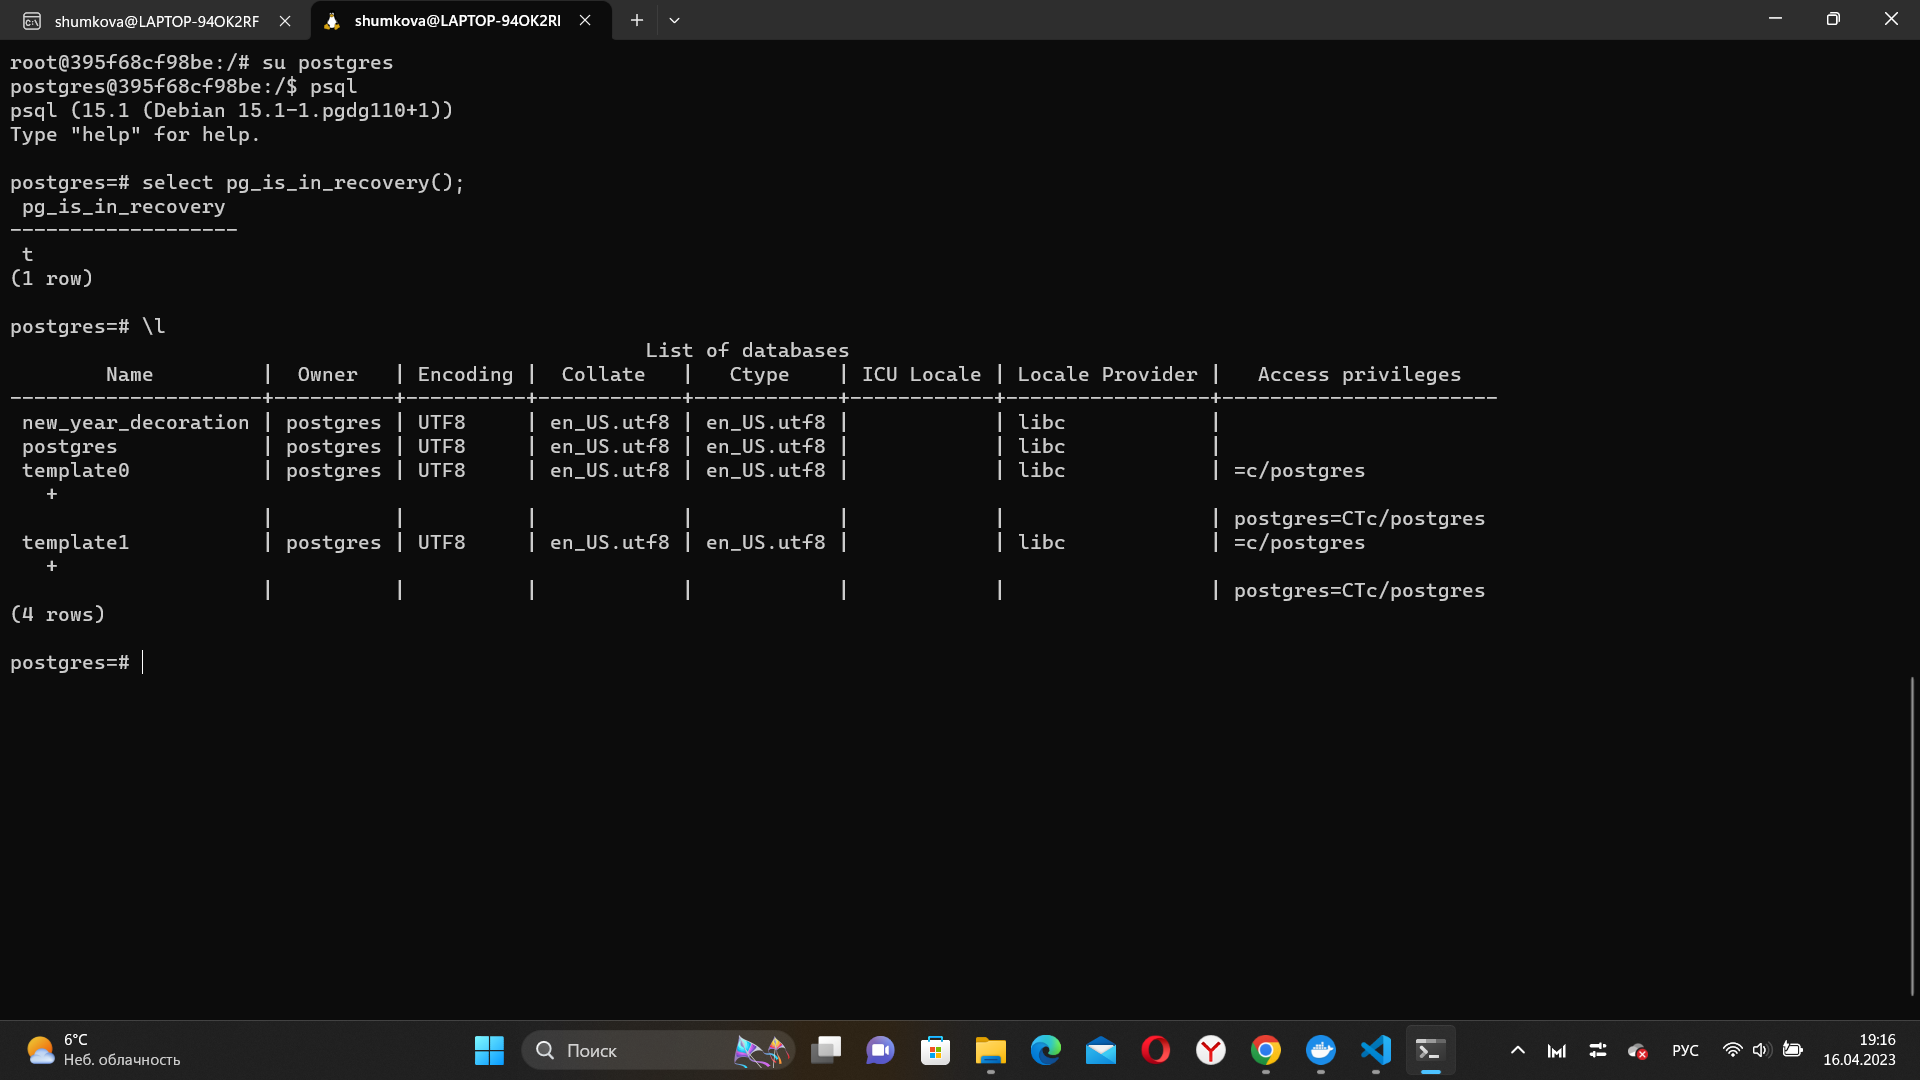 shumkova@LAPTOP-94OK2RF
shumkova@LAPTOP-94OK2RI
root@395f68cf98be:/# su postgres
postgres@395f68cf98be:/$ psql
psql (15.1 (Debian 15.1-1.pgdg110+1))
Type "help" for help.
postgres=# select pg_is_in_recovery();
 pg_is_in_recovery
-------------------
 t
(1 row)
postgres=# \l
                                                     List of databases
        Name         |  Owner   | Encoding |  Collate   |   Ctype    | ICU Locale | Locale Provider |   Access privileges
---------------------+----------+----------+------------+------------+------------+-----------------+-----------------------
 new_year_decoration | postgres | UTF8     | en_US.utf8 | en_US.utf8 |            | libc            |
 postgres            | postgres | UTF8     | en_US.utf8 | en_US.utf8 |            | libc            |
 template0           | postgres | UTF8     | en_US.utf8 | en_US.utf8 |            | libc            | =c/postgres
   +
                     |          |          |            |            |            |                 | postgres=CTc/postgres
 template1           | postgres | UTF8     | en_US.utf8 | en_US.utf8 |            | libc            | =c/postgres
   +
                     |          |          |            |            |            |                 | postgres=CTc/postgres
(4 rows)
postgres=#
6°C
Неб. облачность
Поиск
РУС
19:16
16.04.2023